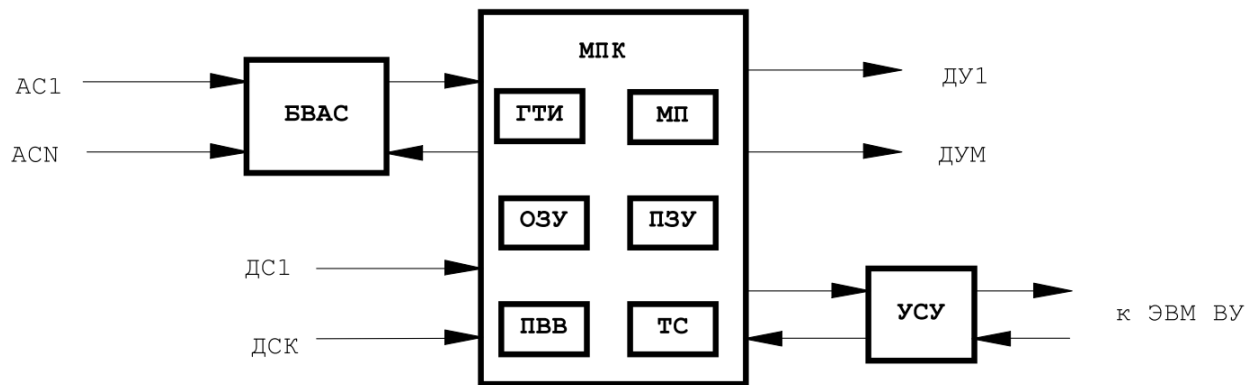 МПК
АС1
БВАС
АСN
ГТИ
МП
ОЗУ
ПЗУ
ПВВ
ТС
ДС1
ДСК
ДУ1
ДУМ
УСУ
к ЭВМ ВУ